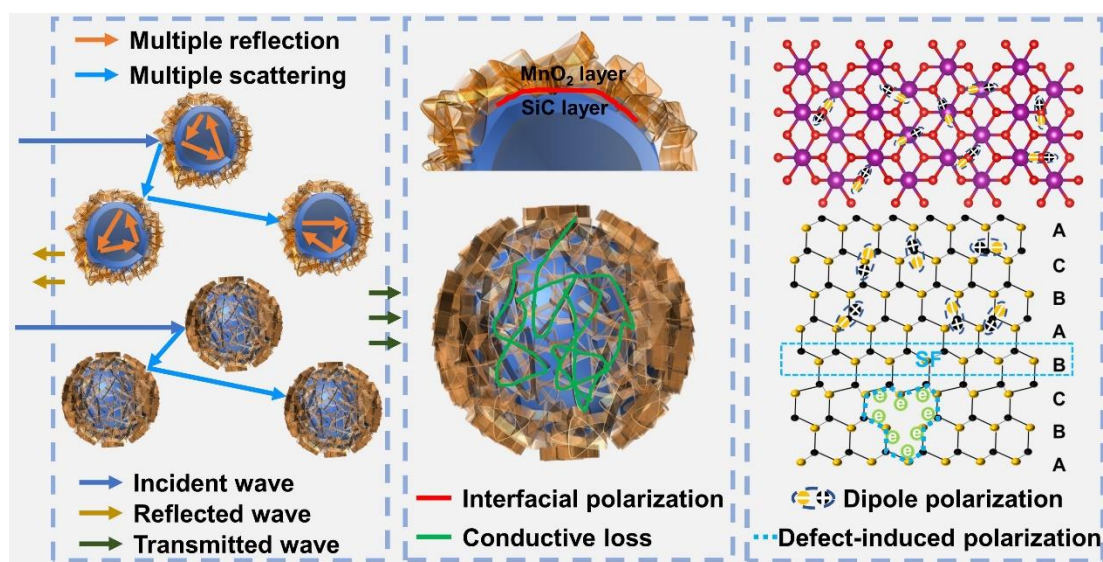 Multiple reflection
Multiple scattering
Incident wave
Reflected wave
Transmitted wave
MnO₂ layer
SiC layer
Interfacial polarization
Conductive loss
A
C
B
A
SF
B
C
B
A
e
e
e
e
e
e
e
Dipole polarization
Defect-induced polarization